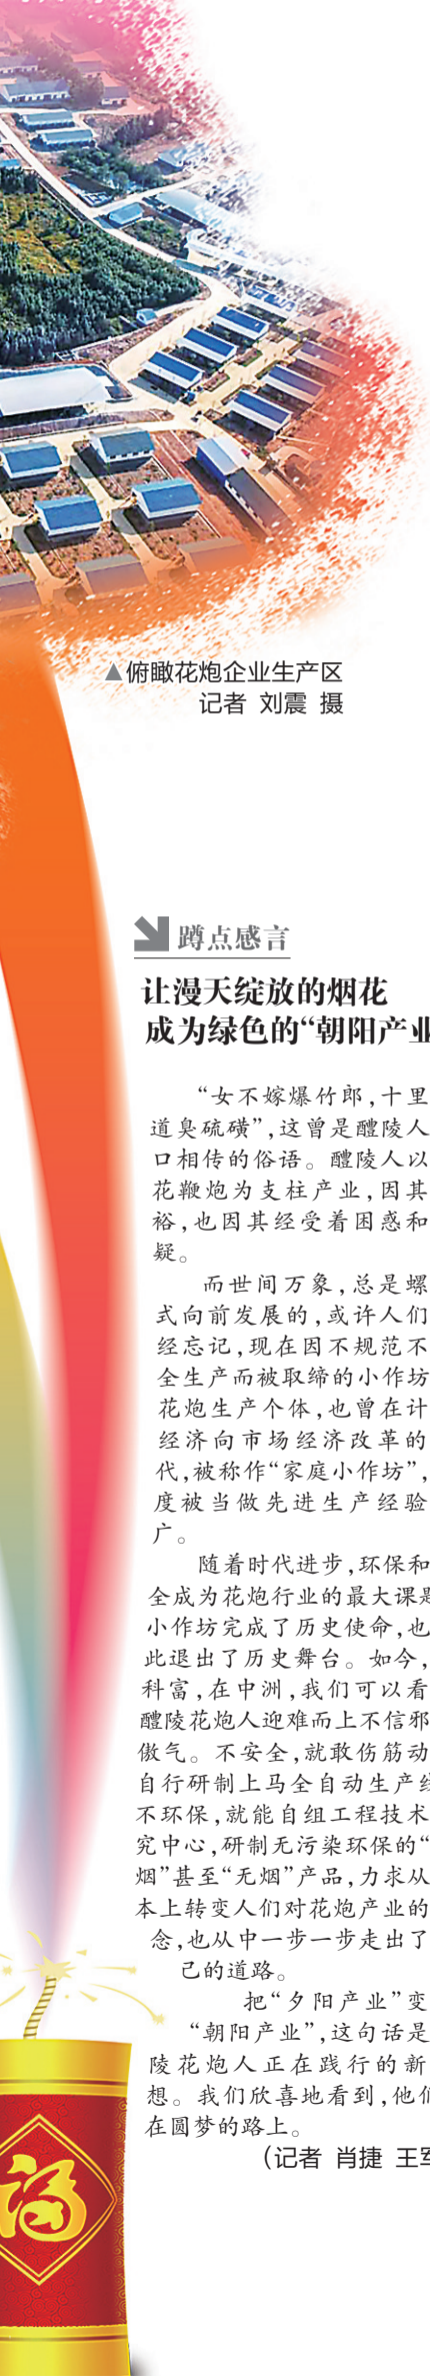 ▲俯瞰花炮企业生产区
记者 刘震 摄
蹲点感言
让漫天绽放的烟花
成为绿色的“朝阳产业
“女不嫁爆竹郎,十里
道臭硫磺”,这曾是醴陵人
口相传的俗语。醴陵人以
花鞭炮为支柱产业,因其
裕,也因其经受着困惑和
疑。
而世间万象,总是螺
式向前发展的,或许人们
经忘记,现在因不规范不
全生产而被取缔的小作坊
花炮生产个体,也曾在计
经济向市场经济改革的
代,被称作“家庭小作坊”,
度被当做先进生产经验
广。
随着时代进步,环保和
全成为花炮行业的最大课题
小作坊完成了历史使命,也
此退出了历史舞台。如今,
科富,在中洲,我们可以看
醴陵花炮人迎难而上不信邪
傲气。不安全,就敢伤筋动
自行研制上马全自动生产线
不环保,就能自组工程技术
究中心,研制无污染环保的“
烟”甚至“无烟”产品,力求从
本上转变人们对花炮产业的
念,也从中一步一步走出了
己的道路。
把“夕阳产业”变
“朝阳产业”,这句话是
陵花炮人正在践行的新
想。我们欣喜地看到,他们
在圆梦的路上。
(记者 肖捷 王军
福